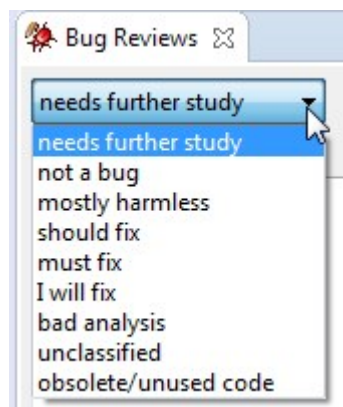 Bug Reviews
needs further study
needs further study
not a bug
mostly harmless
should fix
must fix
I will fix
bad analysis
unclassified
obsolete/unused code